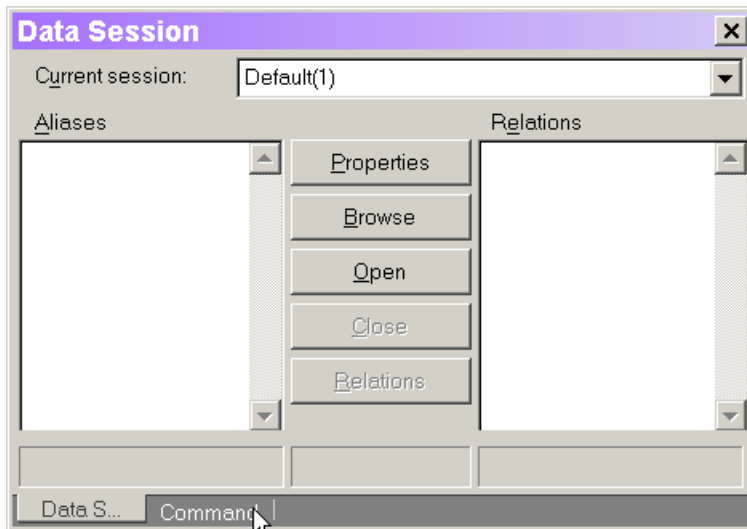 Data Session
Current session: Default(1)
Aliases
Relations
Properties
Browse
Open
Close
Relations
Data S... Command